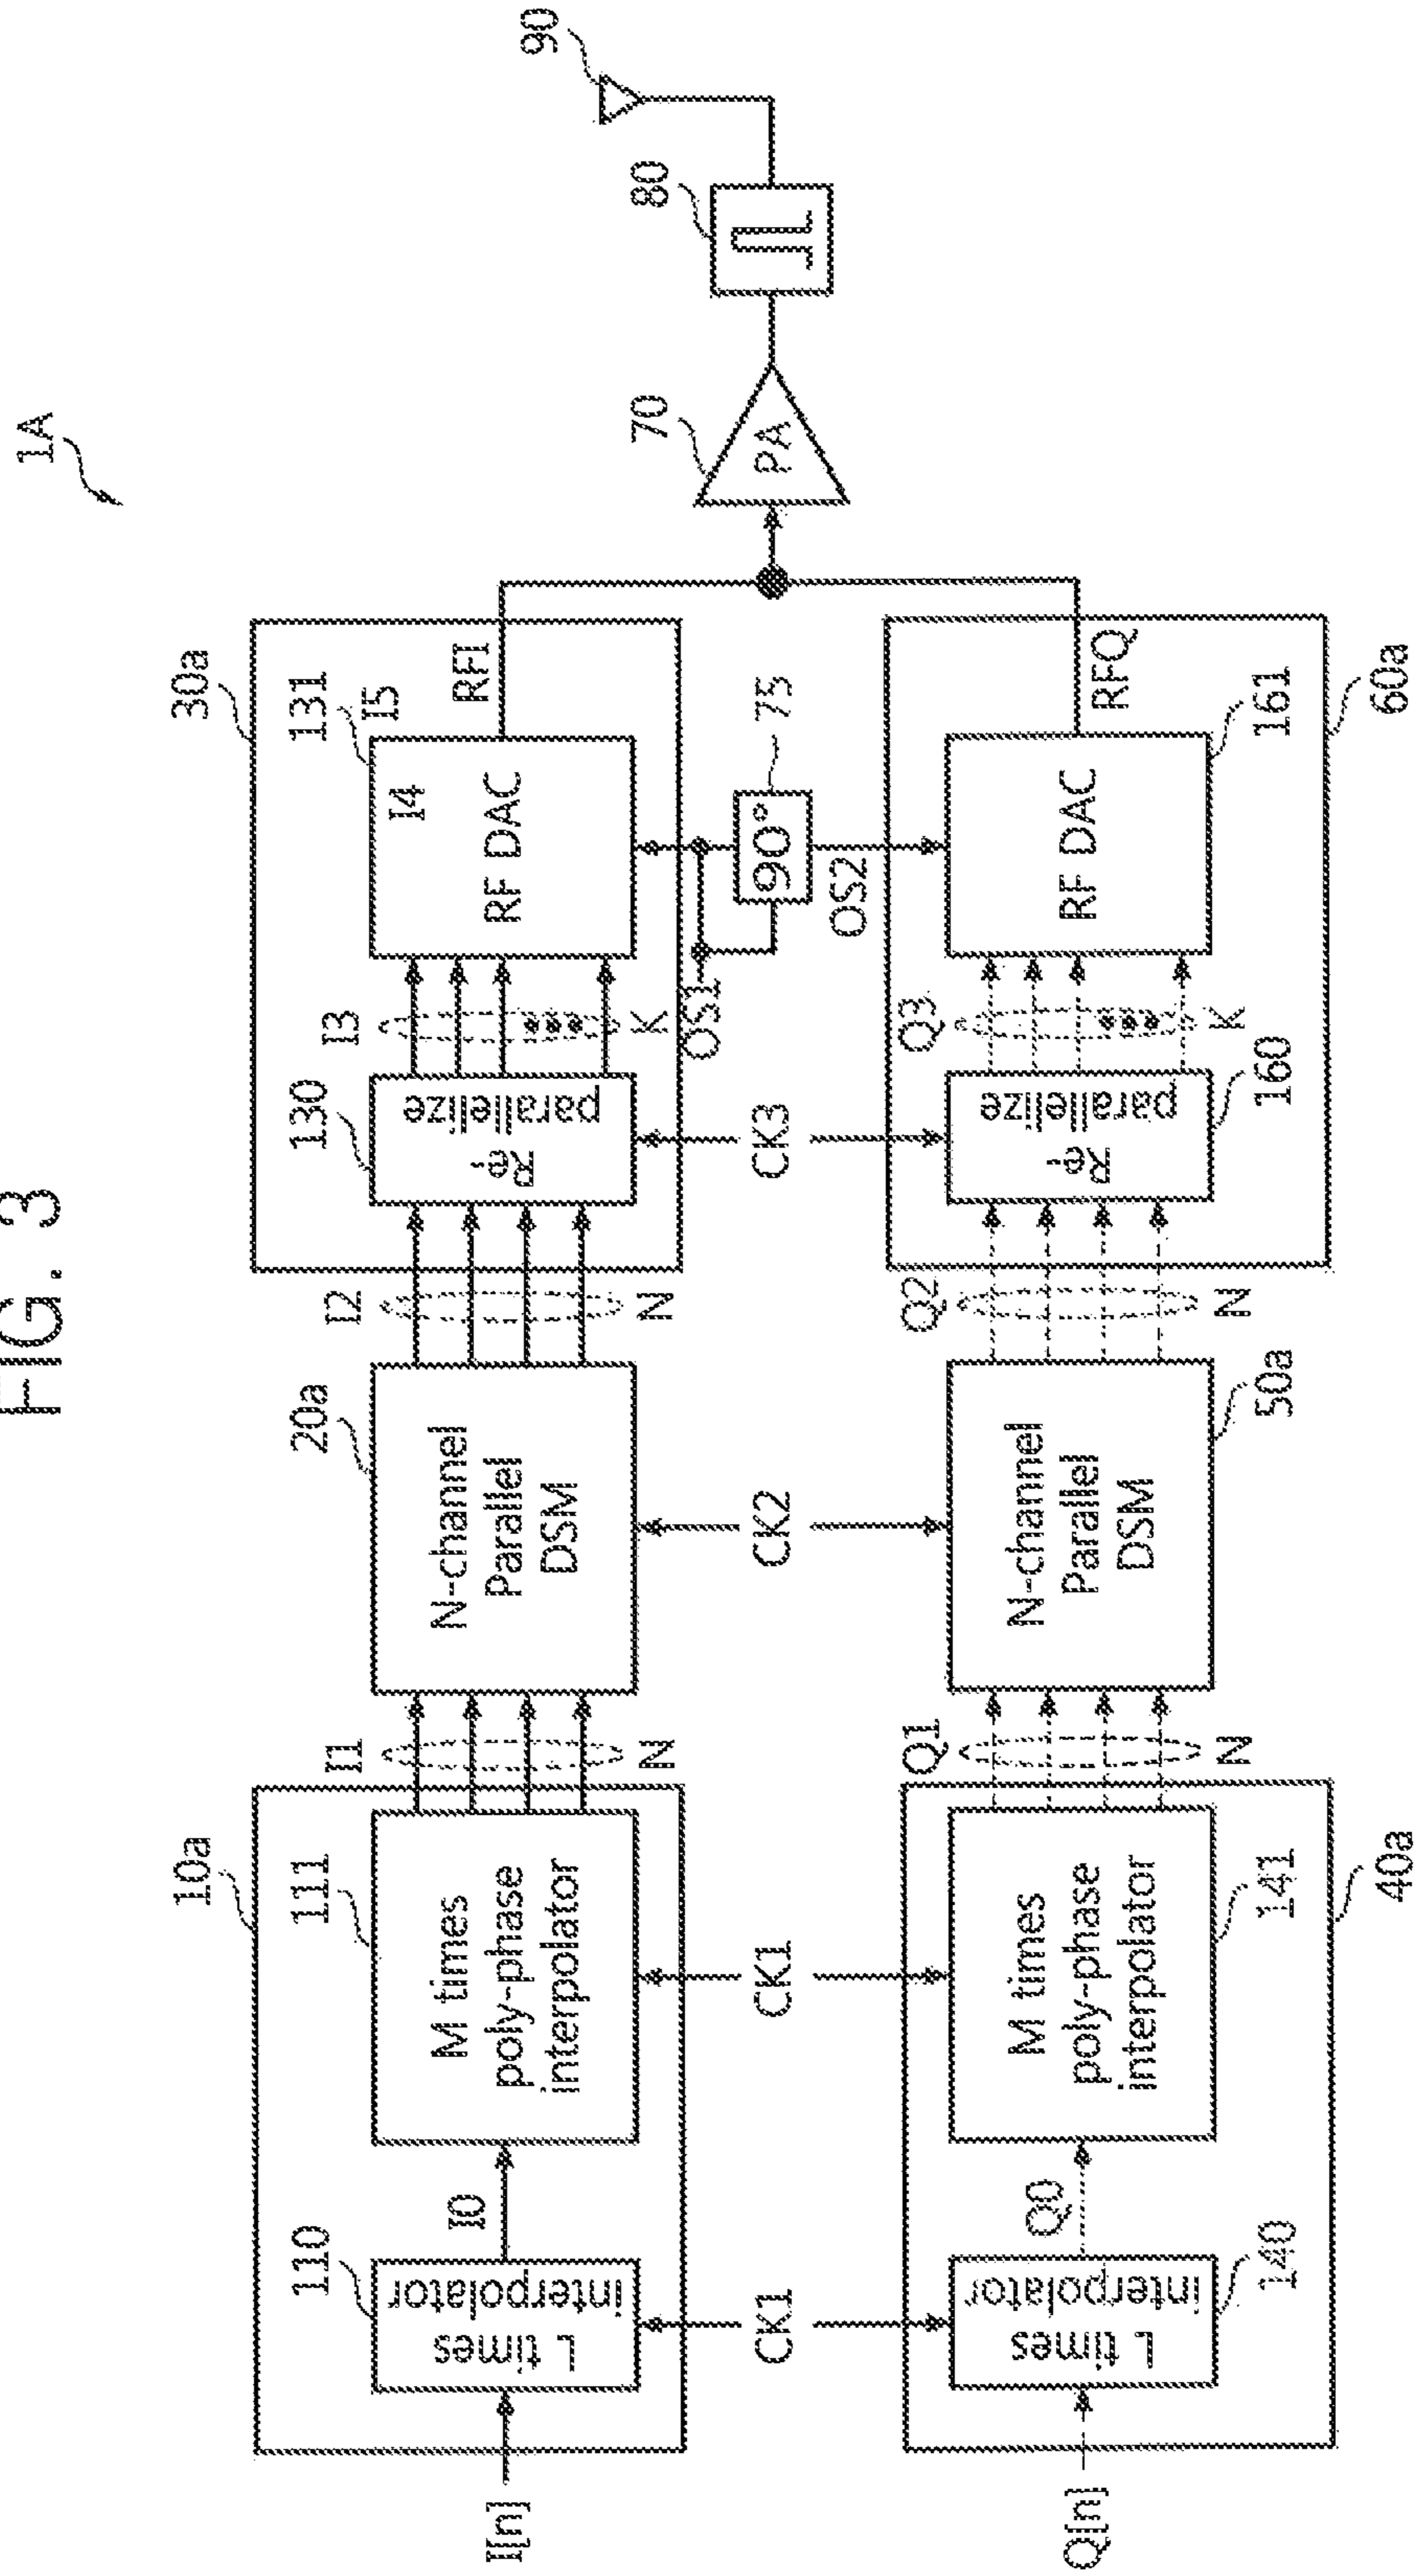 FIG. 3
1A
10a
110
L times
interpolator
I[n]
I0
111
M times
poly-phase
interpolator
I1
N
20a
N-channel
Parallel
DSM
I2
N
30a
130
Re-
parallelize
I3
K
131
I5
I4
RF DAC
RFI
CK1
CK1
CK2
CK3
OS1
90°
75
OS2
70
PA
80
90
Q[n]
L times
interpolator
140
Q0
M times
poly-phase
interpolator
141
40a
Q1
N
N-channel
Parallel
DSM
50a
Q2
N
Re-
parallelize
160
Q3
K
RF DAC
161
RFQ
60a